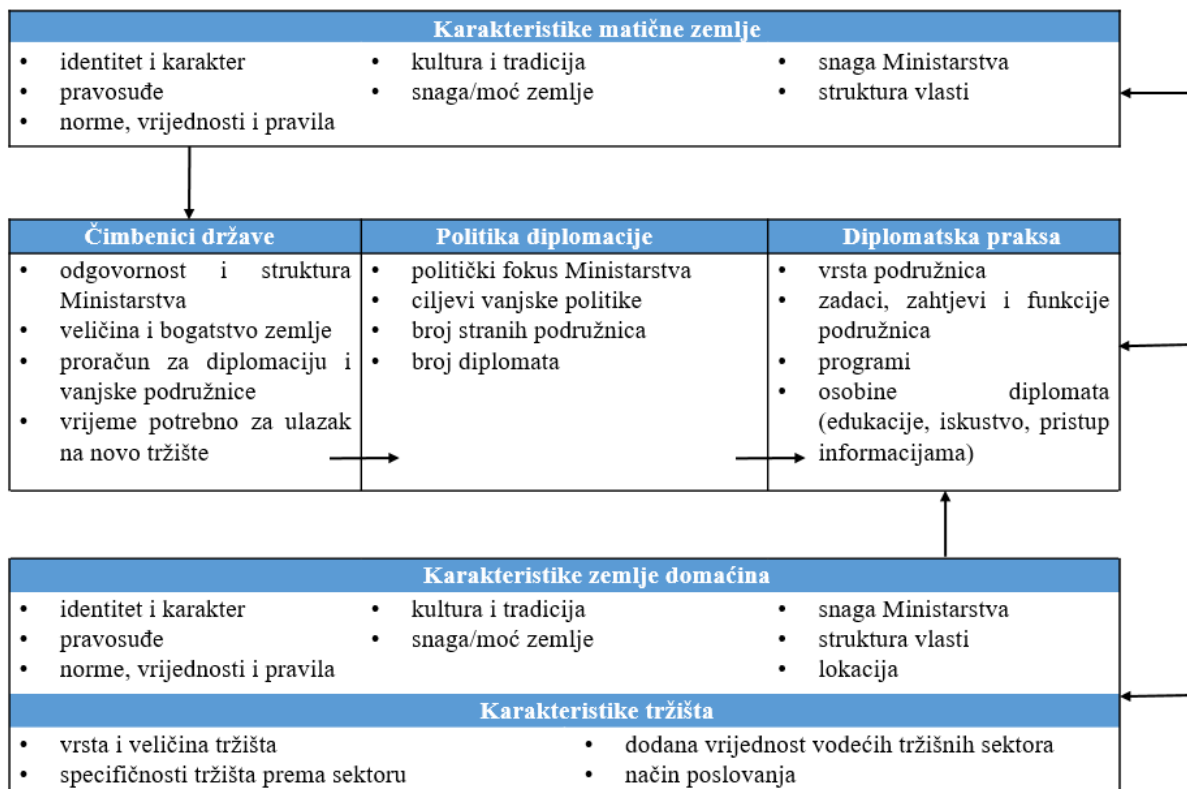 Karakteristike matične zemlje
• identitet i karakter
• pravosuđe
• norme, vrijednosti i pravila
• kultura i tradicija
• snaga/moć zemlje
• snaga Ministarstva
• struktura vlasti
Čimbenici države
• odgovornost i struktura
Ministarstva
• veličina i bogatstvo zemlje
• proračun za diplomaciju i
vanjske podružnice
• vrijeme potrebno za ulazak
na novo tržište
Politika diplomacije
• politički fokus Ministarstva
• ciljevi vanjske politike
• broj stranih podružnica
• broj diplomata
Diplomatska praksa
• vrsta podružnica
• zadaci, zahtjevi i funkcije
podružnica
• programi
• osobine diplomata
(edukacije, iskustvo, pristup
informacijama)
Karakteristike zemlje domaćina
• identitet i karakter
• pravosuđe
• norme, vrijednosti i pravila
• kultura i tradicija
• snaga/moć zemlje
• snaga Ministarstva
• struktura vlasti
• lokacija
Karakteristike tržišta
• vrsta i veličina tržišta
• specifičnosti tržišta prema sektoru
• dodana vrijednost vodećih tržišnih sektora
• način poslovanja